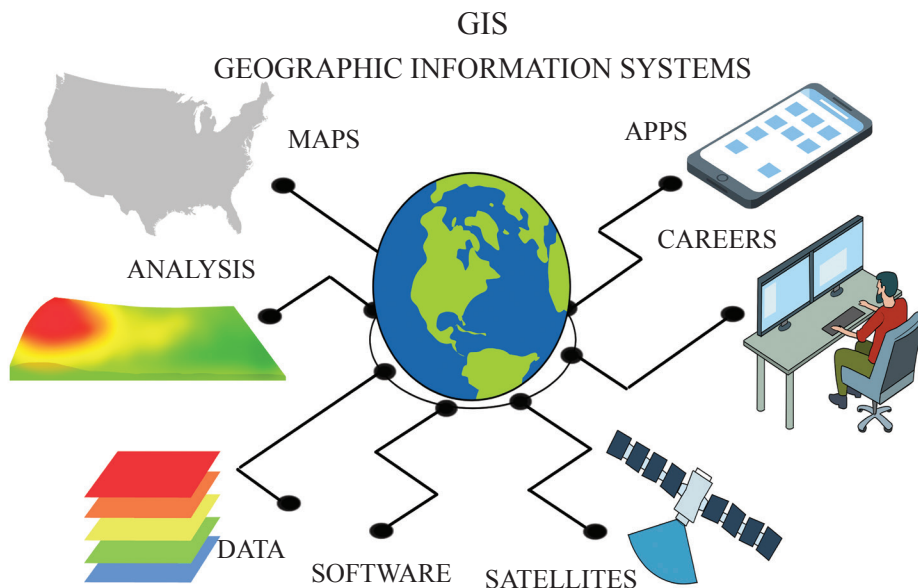 GIS
GEOGRAPHIC INFORMATION SYSTEMS
MAPS
APPS
CAREERS
ANALYSIS
DATA
SOFTWARE
SATELLITES